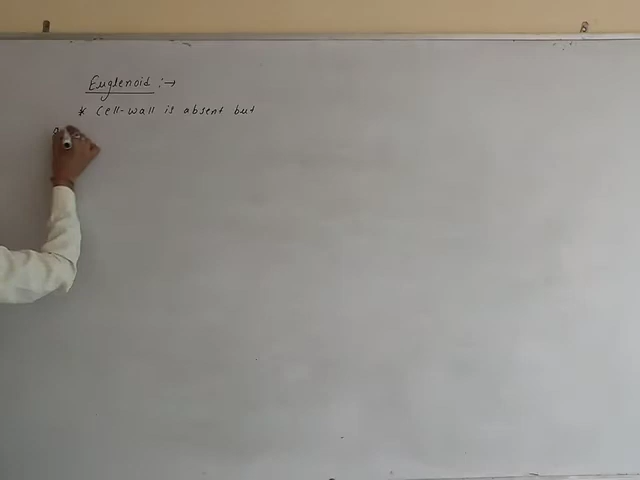 Euglenoid :→
* Cell-wall is absent but